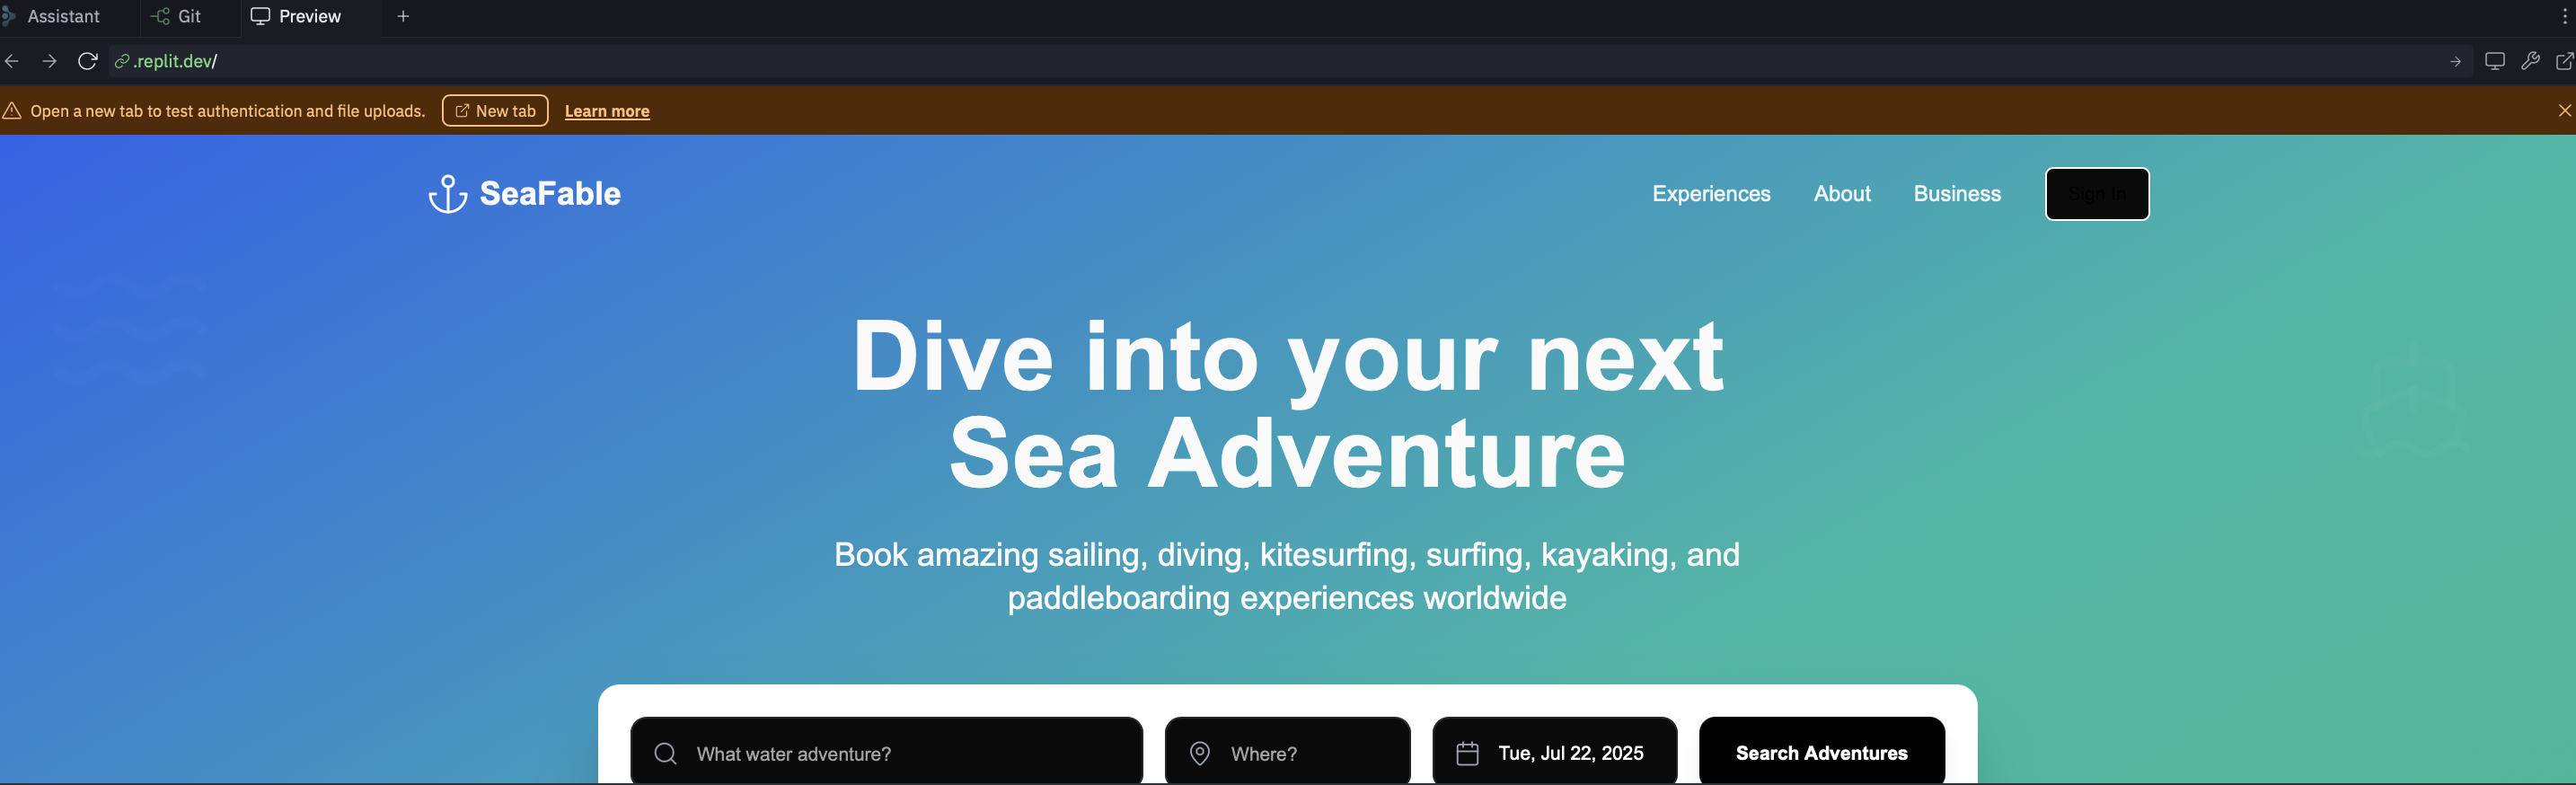 Assistant
Git
Preview
.replit.dev/
Open a new tab to test authentication and file uploads. New tab Learn more
SeaFable
Experiences About Business Sign In
Dive into your next
Sea Adventure
Book amazing sailing, diving, kitesurfing, surfing, kayaking, and
paddleboarding experiences worldwide
What water adventure?
Where?
Tue, Jul 22, 2025
Search Adventures